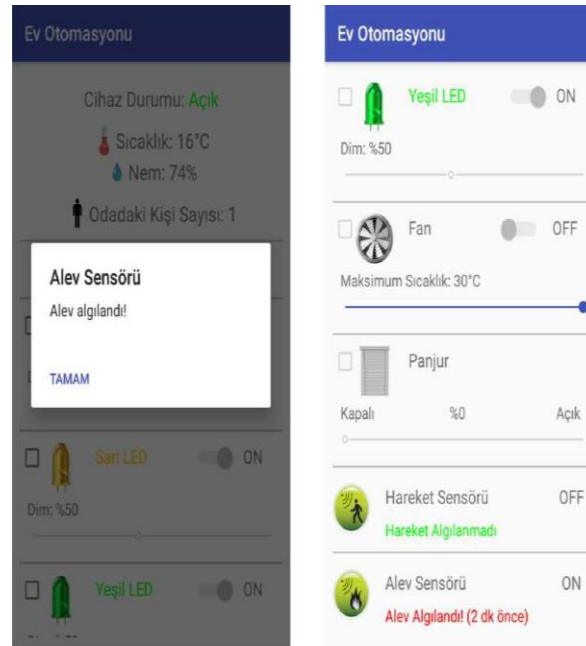 Ev Otomasyonu
Cihaz Durumu: Açık
Sıcaklık: 16°C
Nem: 74%
Odadaki Kişi Sayısı: 1
Alev Sensörü
Alev algılandı!
TAMAM
Sarı LED ON
Dim: %50
Yeşil LED ON
Ev Otomasyonu
Yeşil LED ON
Dim: %50
Fan OFF
Maksimum Sıcaklık: 30°C
Panjur
Kapalı %0 Açık
Hareket Sensörü OFF
Hareket Algılanmadı
Alev Sensörü ON
Alev Algılandı! (2 dk önce)